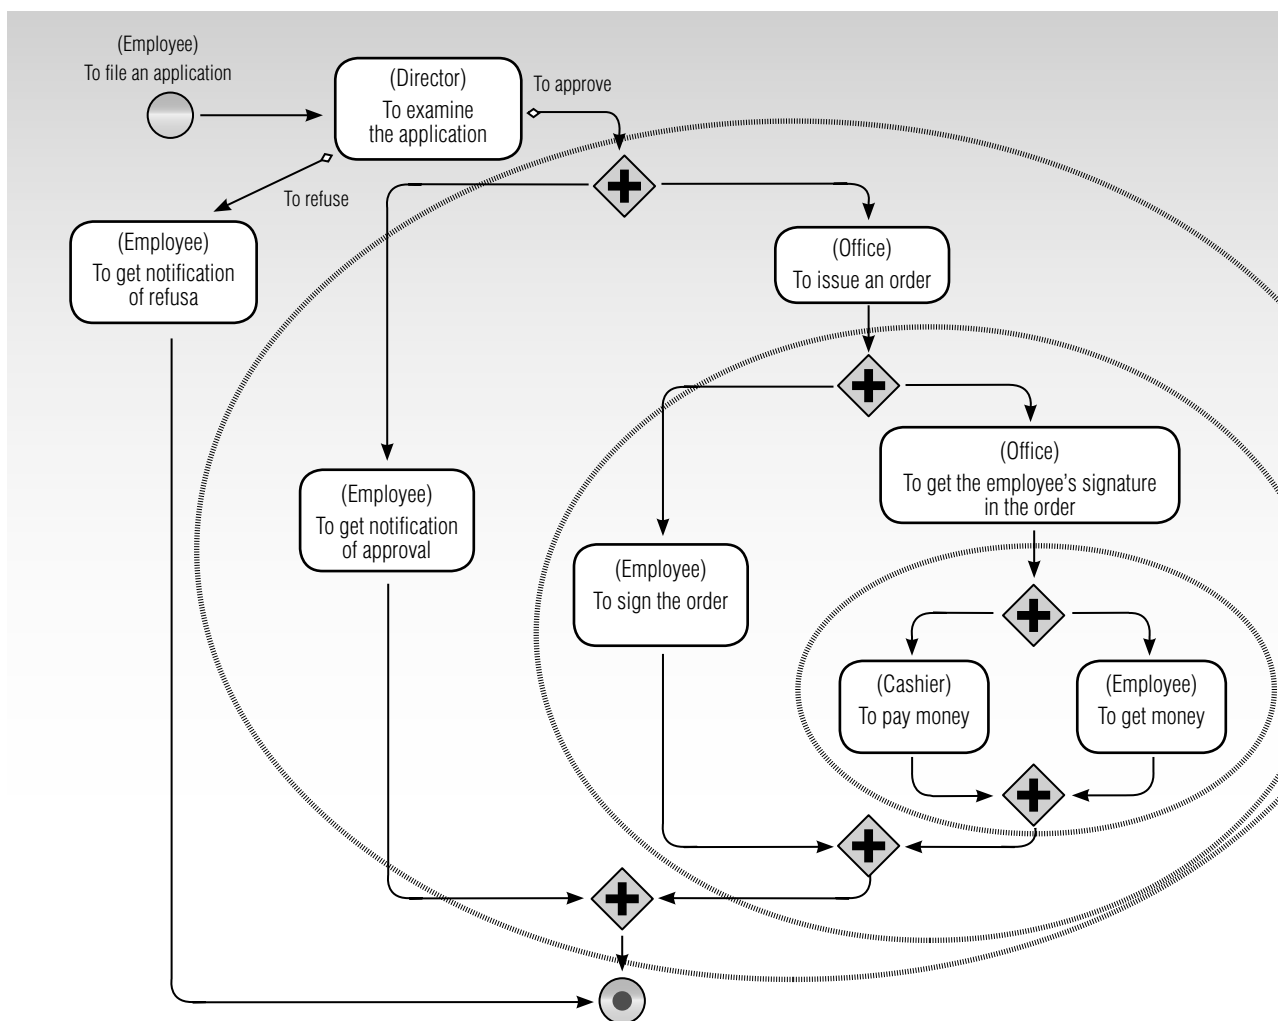 (Employee)
To file an application
(Director)
To examine
the application
To approve
To refuse
(Employee)
To get notification
of refusa
(Office)
To issue an order
(Office)
To get the employee's signature
in the order
(Employee)
To get notification
of approval
(Employee)
To sign the order
(Cashier)
To pay money
(Employee)
To get money